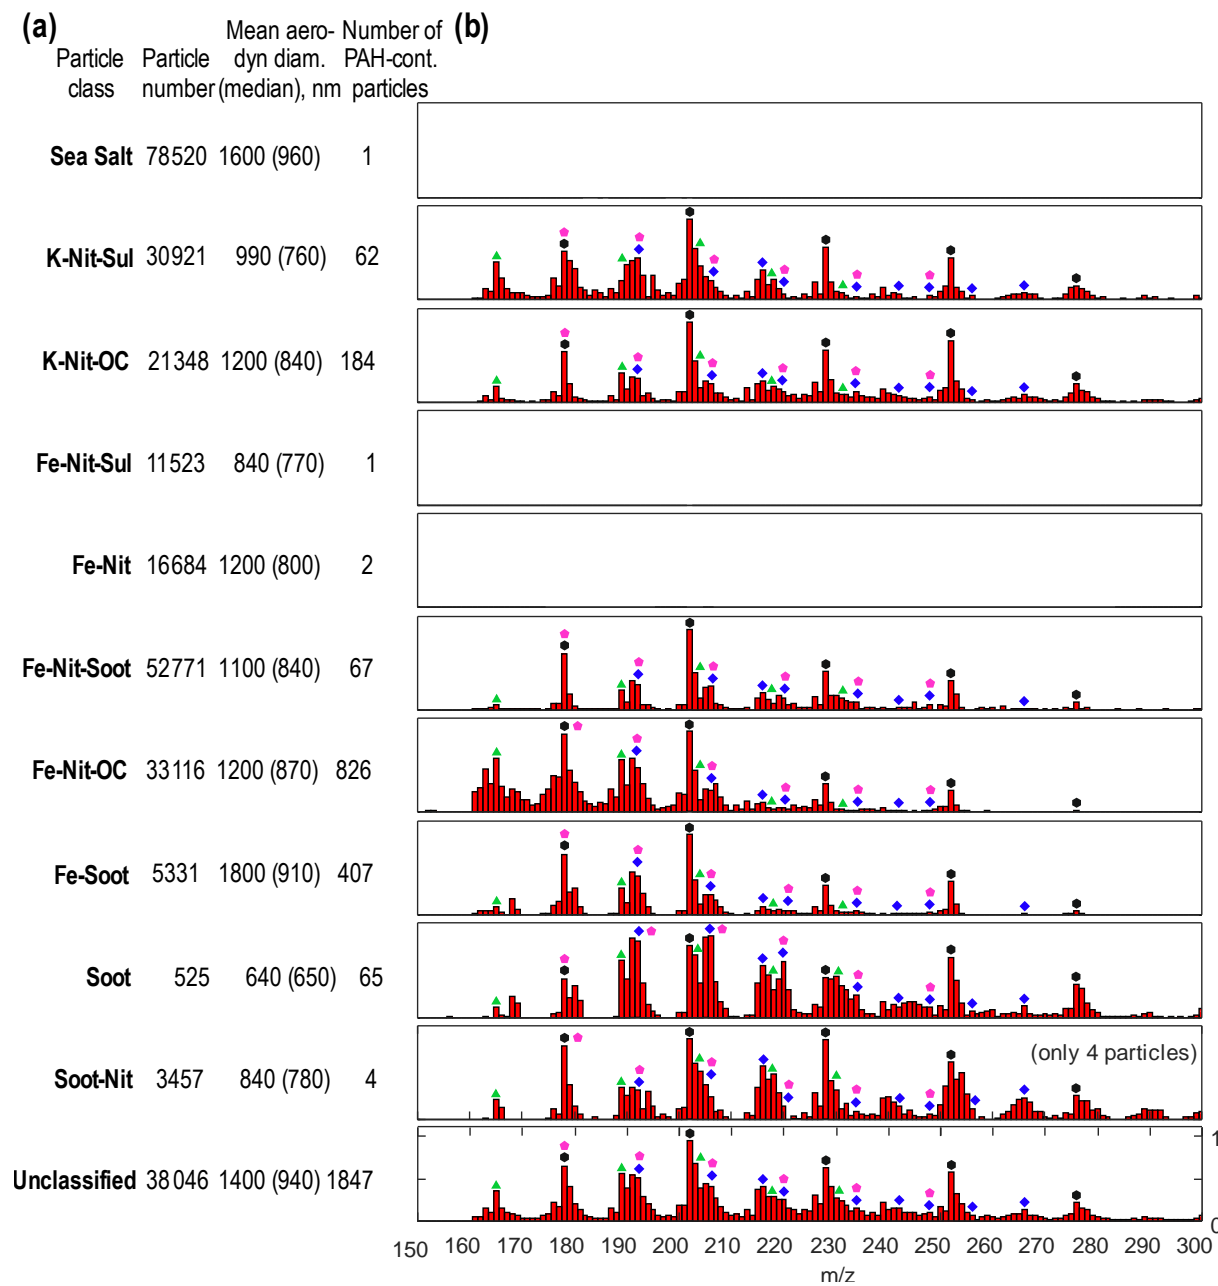 (a) Mean aero- Number of (b)
Particle Particle dyn diam. PAH-cont.
class number (median), nm particles
Sea Salt 78520 1600 (960) 1
K-Nit-Sul 30921 990 (760) 62
K-Nit-OC 21348 1200 (840) 184
Fe-Nit-Sul 11523 840 (770) 1
Fe-Nit 16684 1200 (800) 2
Fe-Nit-Soot 52771 1100 (840) 67
Fe-Nit-OC 33116 1200 (870) 826
Fe-Soot 5331 1800 (910) 407
Soot 525 640 (650) 65
(only 4 particles)
Soot-Nit 3457 840 (780) 4
1
Unclassified 38046 1400 (940) 1847
0
150 160 170 180 190 200 210 220 230 240 250 260 270 280 290 300
m/z